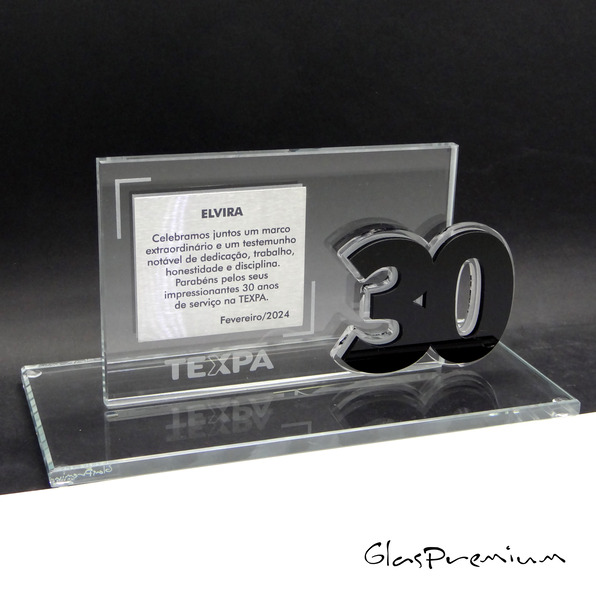 ELVIRA
Celebramos juntos um marco
extraordinário e um testemunho
notável de dedicação, trabalho,
honestidade e disciplina.
Parabéns pelos seus
impressionantes 30 anos
de serviço na TEXPA.
Fevereiro/2024
30
TEXPA
GlasPremium